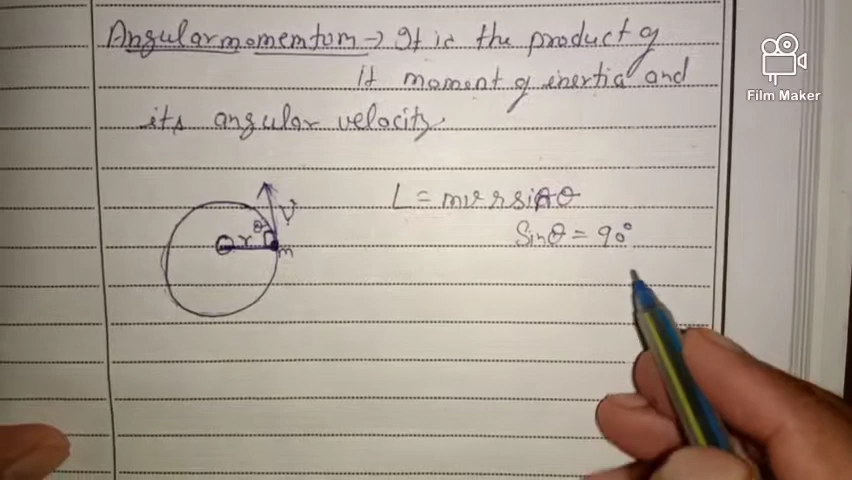 Angular momemtom → It is the product of
it moment of inertia and
its angular velocity
Film Maker
L = mvr sinθ
Sinθ = 90°
V
θ
r
m